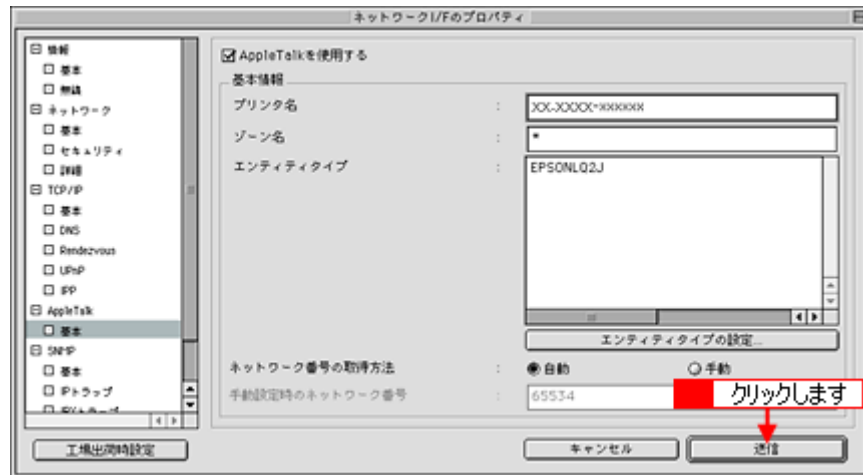 ネットワークI/Fのプロパティ
情報
基本
無線
ネットワーク
基本
セキュリティ
詳細
TCP/IP
基本
DNS
Rendezvous
UPnP
IPP
AppleTalk
基本
SNMP
基本
IPトラップ
AppleTalkを使用する
基本情報
プリンタ名 : XX-XXXX-XXXXXX
ゾーン名 : *
エンティティタイプ : EPSONLQ2J
エンティティタイプの設定...
ネットワーク番号の取得方法 : 自動 手動
手動設定時のネットワーク番号 : 65534
クリックします
工場出荷時設定
キャンセル
送信